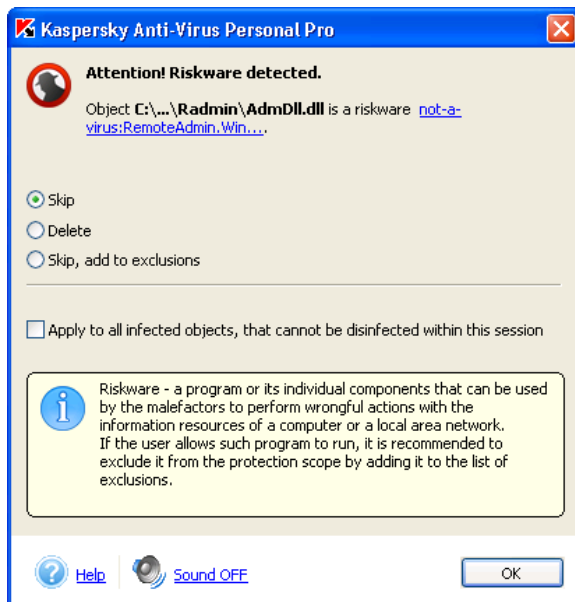 Kaspersky Anti-Virus Personal Pro
Attention! Riskware detected.
Object C:\...\Radmin\AdmDll.dll is a riskware not-a-
virus:RemoteAdmin.Win....
Skip
Delete
Skip, add to exclusions
Apply to all infected objects, that cannot be disinfected within this session
Riskware - a program or its individual components that can be used
by the malefactors to perform wrongful actions with the
information resources of a computer or a local area network.
If the user allows such program to run, it is recommended to
exclude it from the protection scope by adding it to the list of
exclusions.
Help
Sound OFF
OK